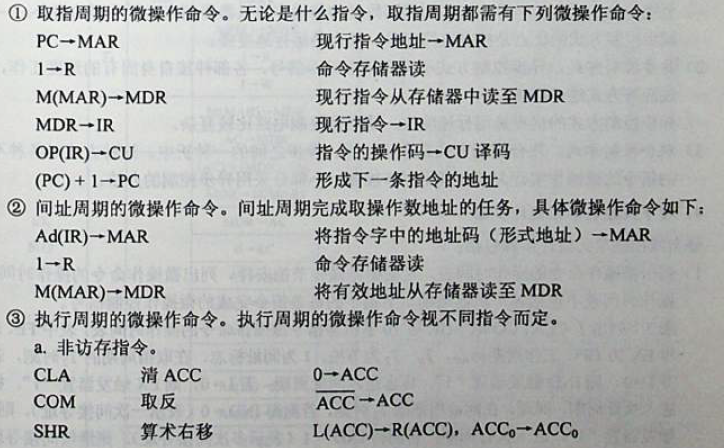 ① 取指周期的微操作命令。无论是什么指令，取指周期都需有下列微操作命令：
PC→MAR 现行指令地址→MAR
1→R 命令存储器读
M(MAR)→MDR 现行指令从存储器中读至 MDR
MDR→IR 现行指令→IR
OP(IR)→CU 指令的操作码→CU 译码
(PC) + 1→PC 形成下一条指令的地址
② 间址周期的微操作命令。间址周期完成取操作数地址的任务，具体微操作命令如下：
Ad(IR)→MAR 将指令字中的地址码（形式地址）→MAR
1→R 命令存储器读
M(MAR)→MDR 将有效地址从存储器读至 MDR
③ 执行周期的微操作命令。执行周期的微操作命令视不同指令而定。
a. 非访存指令。
CLA 清 ACC 0→ACC
COM 取反 A̅C̅C̅→ACC
SHR 算术右移 L(ACC)→R(ACC)，ACC₀→ACC₀